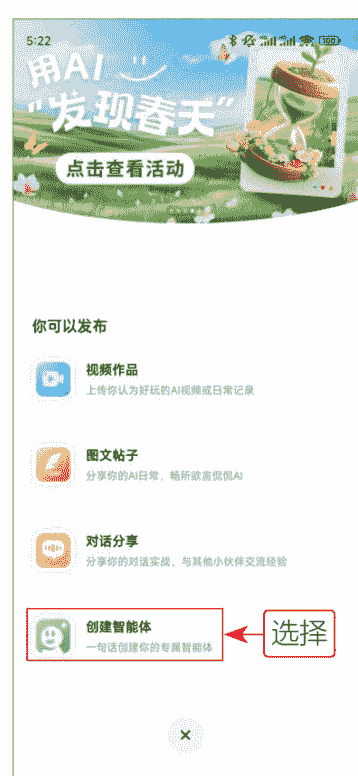 5:22
100
用AI
“发现春天”
点击查看活动
你可以发布
视频作品
上传你认为好玩的AI视频或日常记录
图文帖子
分享你的AI日常，畅所欲言侃侃AI
对话分享
分享你的对话实战、与其他小伙伴交流经验
创建智能体
一句话创建你的专属智能体
选择